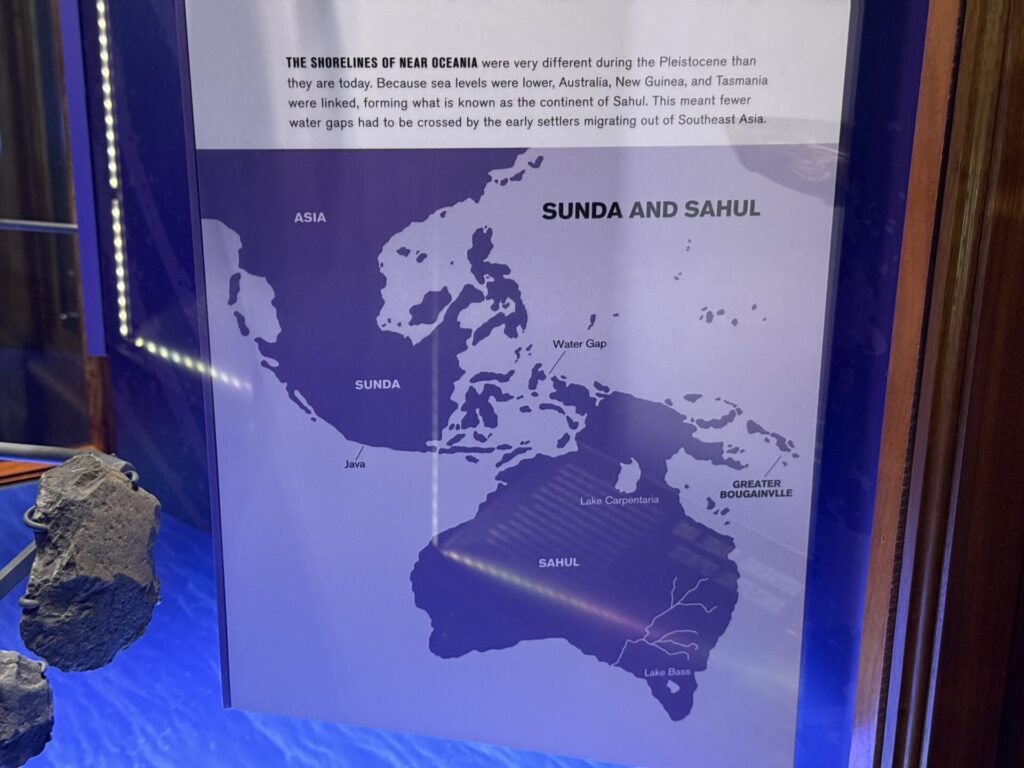 THE SHORELINES OF NEAR OCEANIA were very different during the Pleistocene than
they are today. Because sea levels were lower, Australia, New Guinea, and Tasmania
were linked, forming what is known as the continent of Sahul. This meant fewer
water gaps had to be crossed by the early settlers migrating out of Southeast Asia.
SUNDA AND SAHUL
ASIA
Water Gap
SUNDA
Java
GREATER
BOUGAINVLLE
Lake Carpentaria
SAHUL
Lake Bass